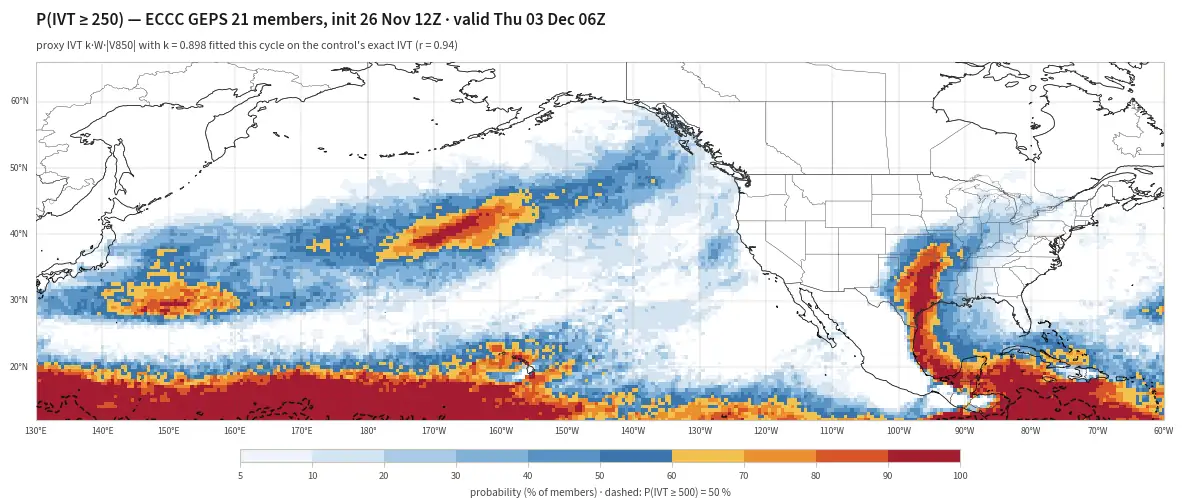 P(IVT ≥ 250) — ECCC GEPS 21 members, init 26 Nov 12Z · valid Thu 03 Dec 06Z
proxy IVT k·W·|V850| with k = 0.898 fitted this cycle on the control's exact IVT (r = 0.94)
60°N
50°N
40°N
30°N
20°N
130°E 140°E 150°E 160°E 170°E 180° 170°W 160°W 150°W 140°W 130°W 120°W 110°W 100°W 90°W 80°W 70°W 60°W
5 10 20 30 40 50 60 70 80 90 100
probability (% of members) · dashed: P(IVT ≥ 500) = 50 %